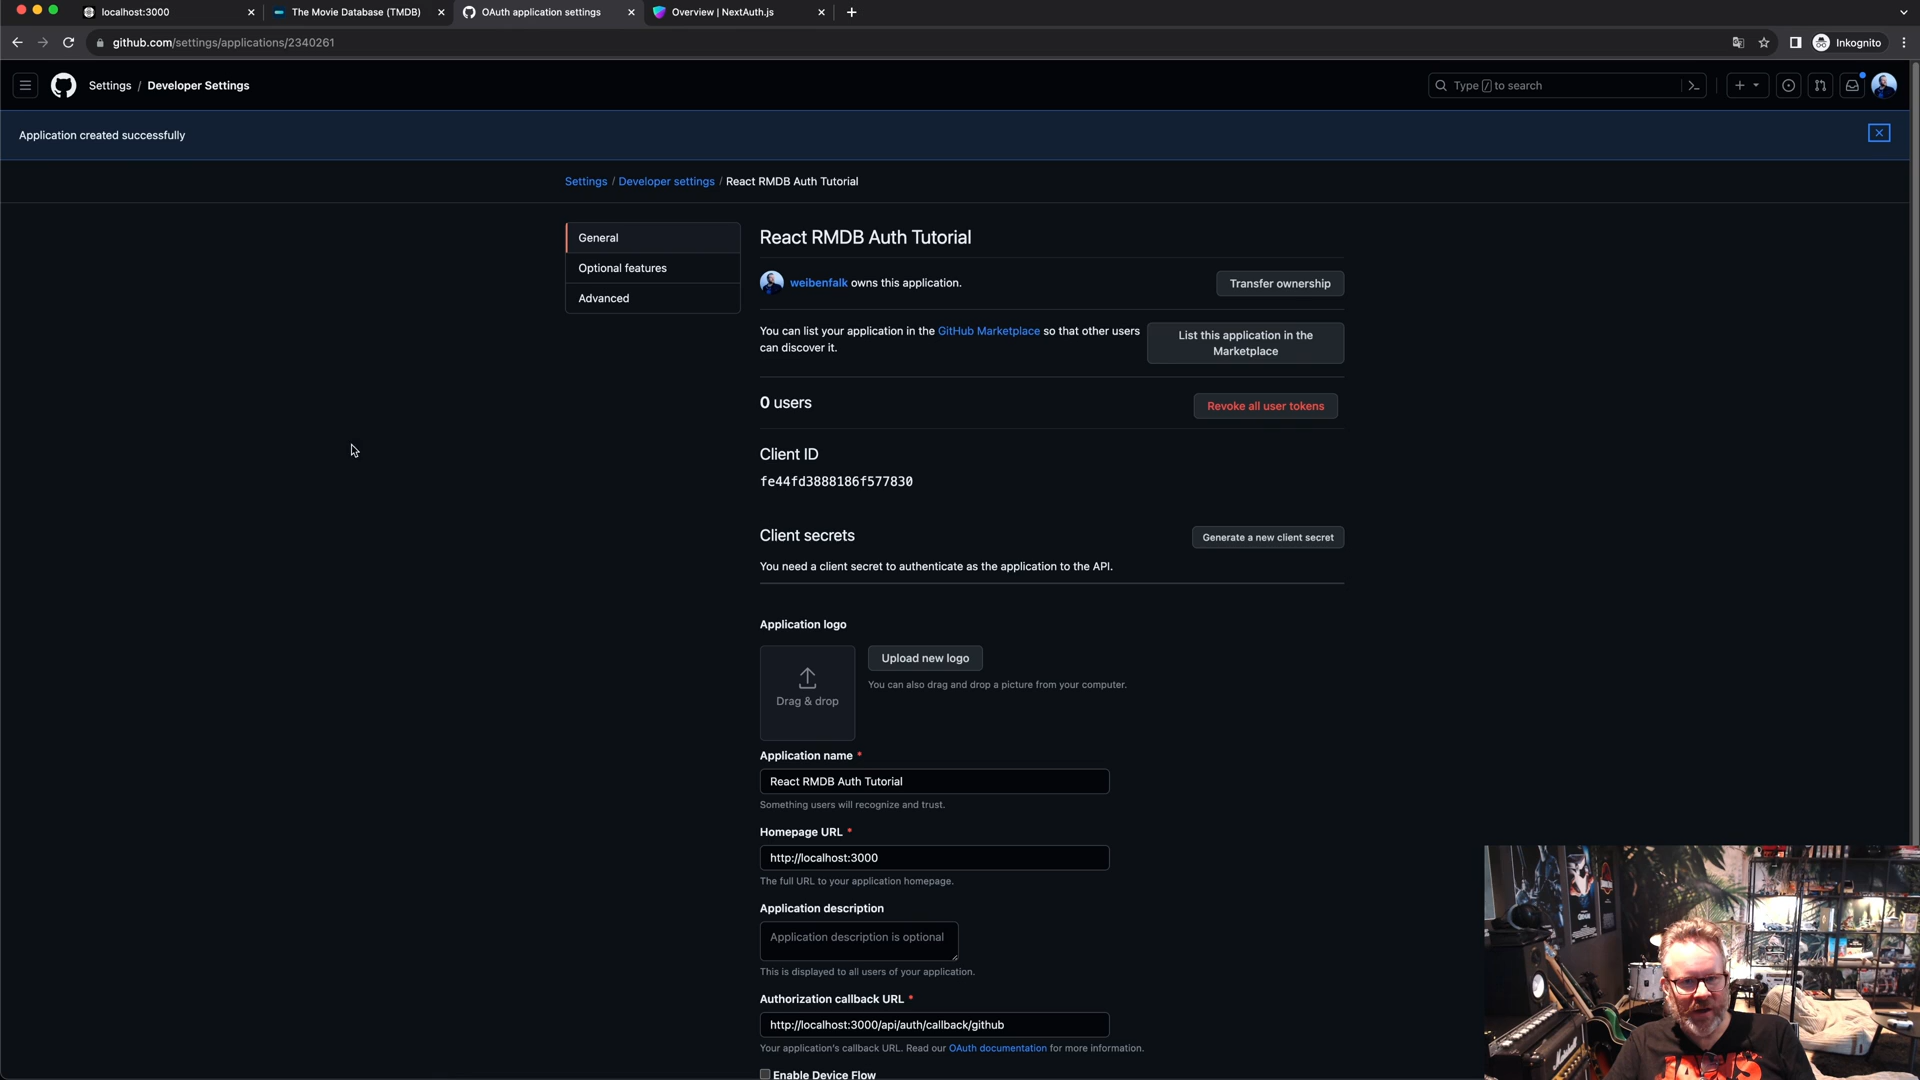 localhost:3000
The Movie Database (TMDB)
OAuth application settings
Overview | NextAuth.js
github.com/settings/applications/2340261
Inkognito
Settings / Developer Settings
Type / to search
Application created successfully
Settings / Developer settings / React RMDB Auth Tutorial
General
Optional features
Advanced
React RMDB Auth Tutorial
weibenfalk owns this application.
Transfer ownership
You can list your application in the GitHub Marketplace so that other users
can discover it.
List this application in the
Marketplace
0 users
Revoke all user tokens
Client ID
fe44fd3888186f577830
Client secrets
Generate a new client secret
You need a client secret to authenticate as the application to the API.
Application logo
Drag & drop
Upload new logo
You can also drag and drop a picture from your computer.
Application name *
React RMDB Auth Tutorial
Something users will recognize and trust.
Homepage URL *
http://localhost:3000
The full URL to your application homepage.
Application description
Application description is optional
This is displayed to all users of your application.
Authorization callback URL *
http://localhost:3000/api/auth/callback/github
Your application's callback URL. Read our OAuth documentation for more information.
Enable Device Flow
Marshall
JAWS